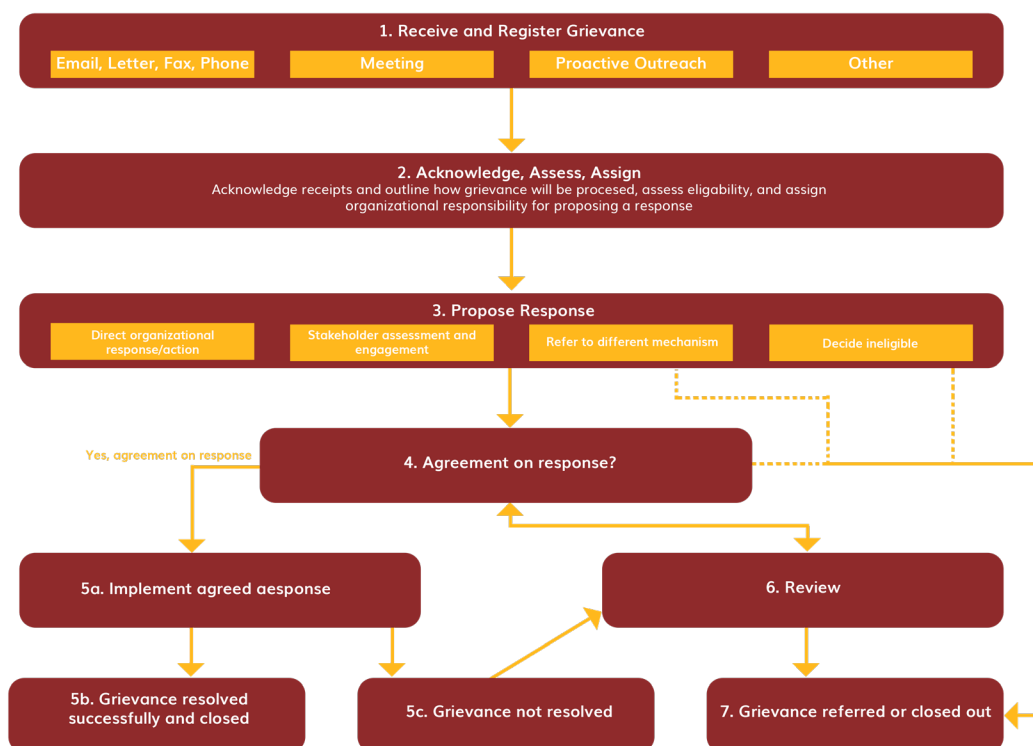 1. Receive and Register Grievance
Email, Letter, Fax, Phone
Meeting
Proactive Outreach
Other
2. Acknowledge, Assess, Assign
Acknowledge receipts and outline how grievance will be procesed, assess eligability, and assign
organizational responsibility for proposing a response
3. Propose Response
Direct organizational
response/action
Stakeholder assessment and
engagement
Refer to different mechanism
Decide ineligible
Yes, agreement on response
4. Agreement on response?
5a. Implement agreed aesponse
6. Review
5b. Grievance resolved
successfully and closed
5c. Grievance not resolved
7. Grievance referred or closed out